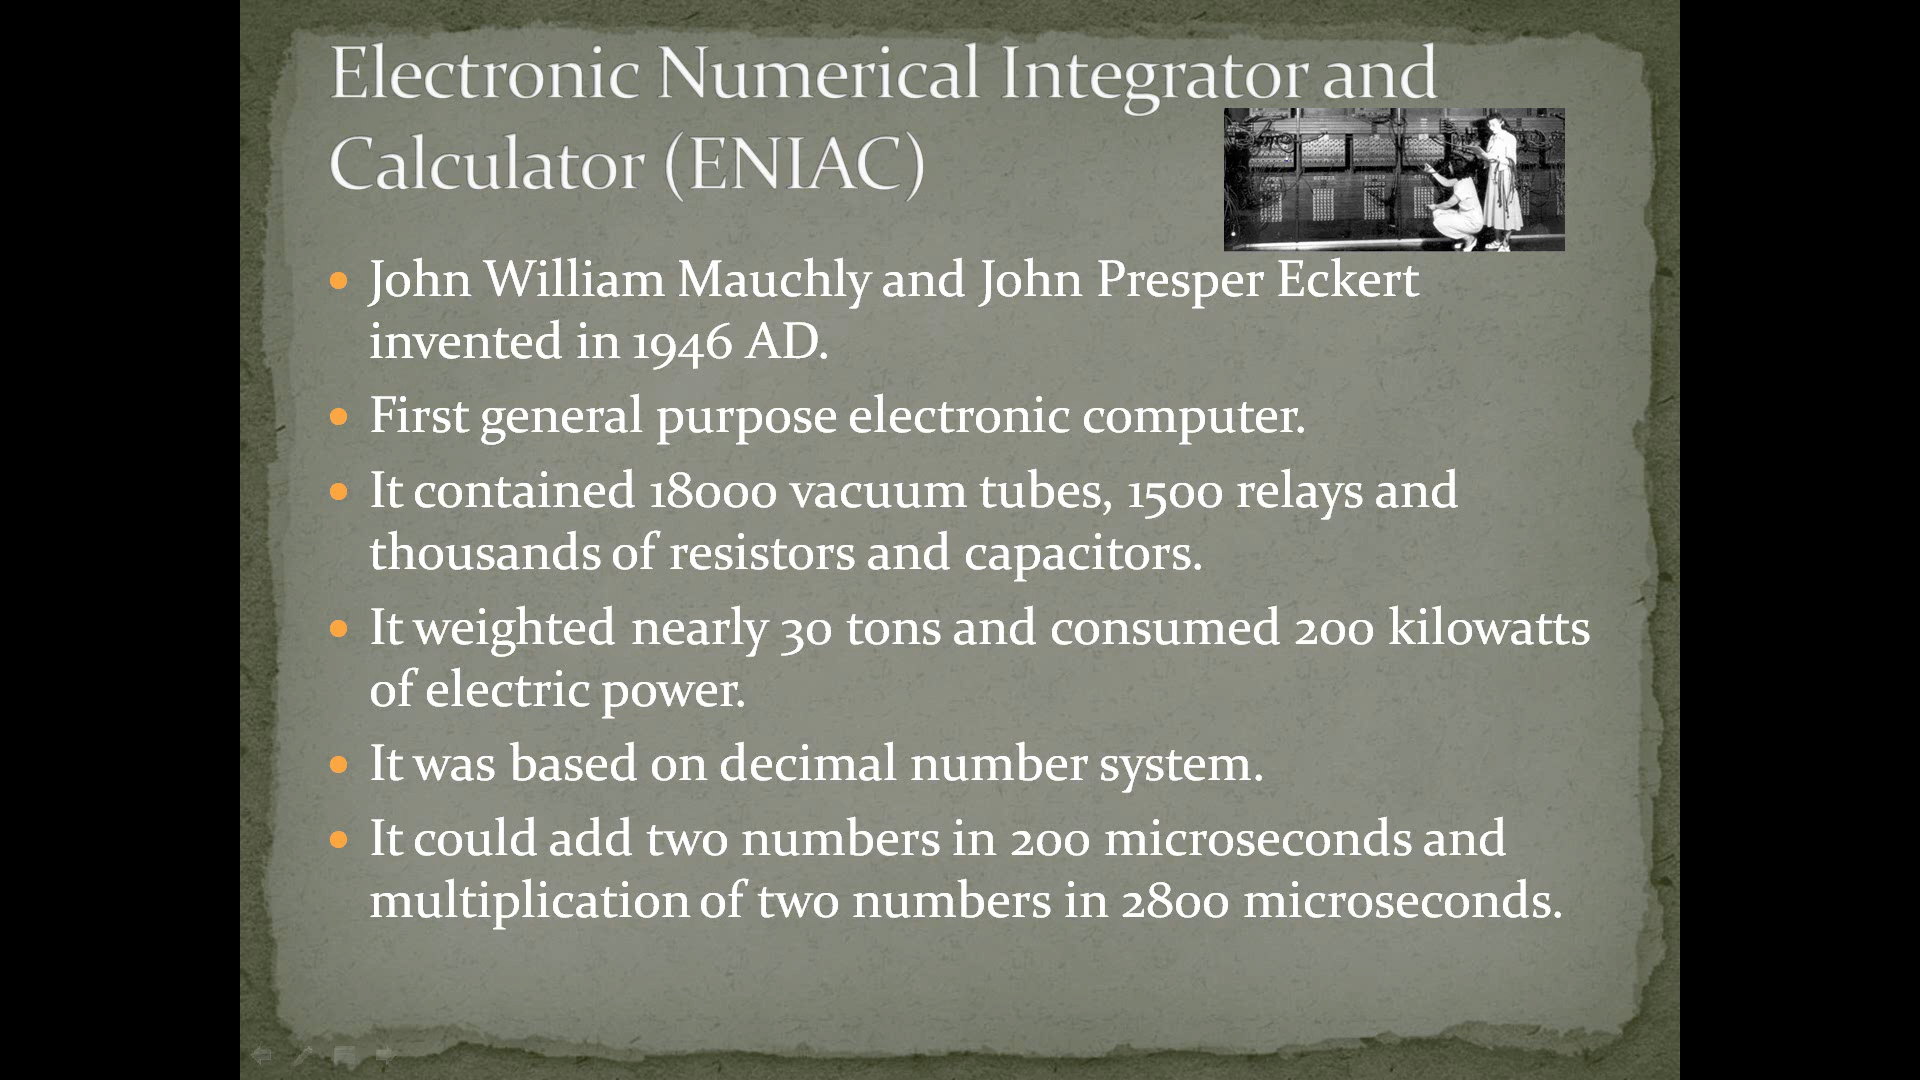 Electronic Numerical Integrator and
Calculator (ENIAC)
• John William Mauchly and John Presper Eckert
invented in 1946 AD.
• First general purpose electronic computer.
• It contained 18000 vacuum tubes, 1500 relays and
thousands of resistors and capacitors.
• It weighted nearly 30 tons and consumed 200 kilowatts
of electric power.
• It was based on decimal number system.
• It could add two numbers in 200 microseconds and
multiplication of two numbers in 2800 microseconds.